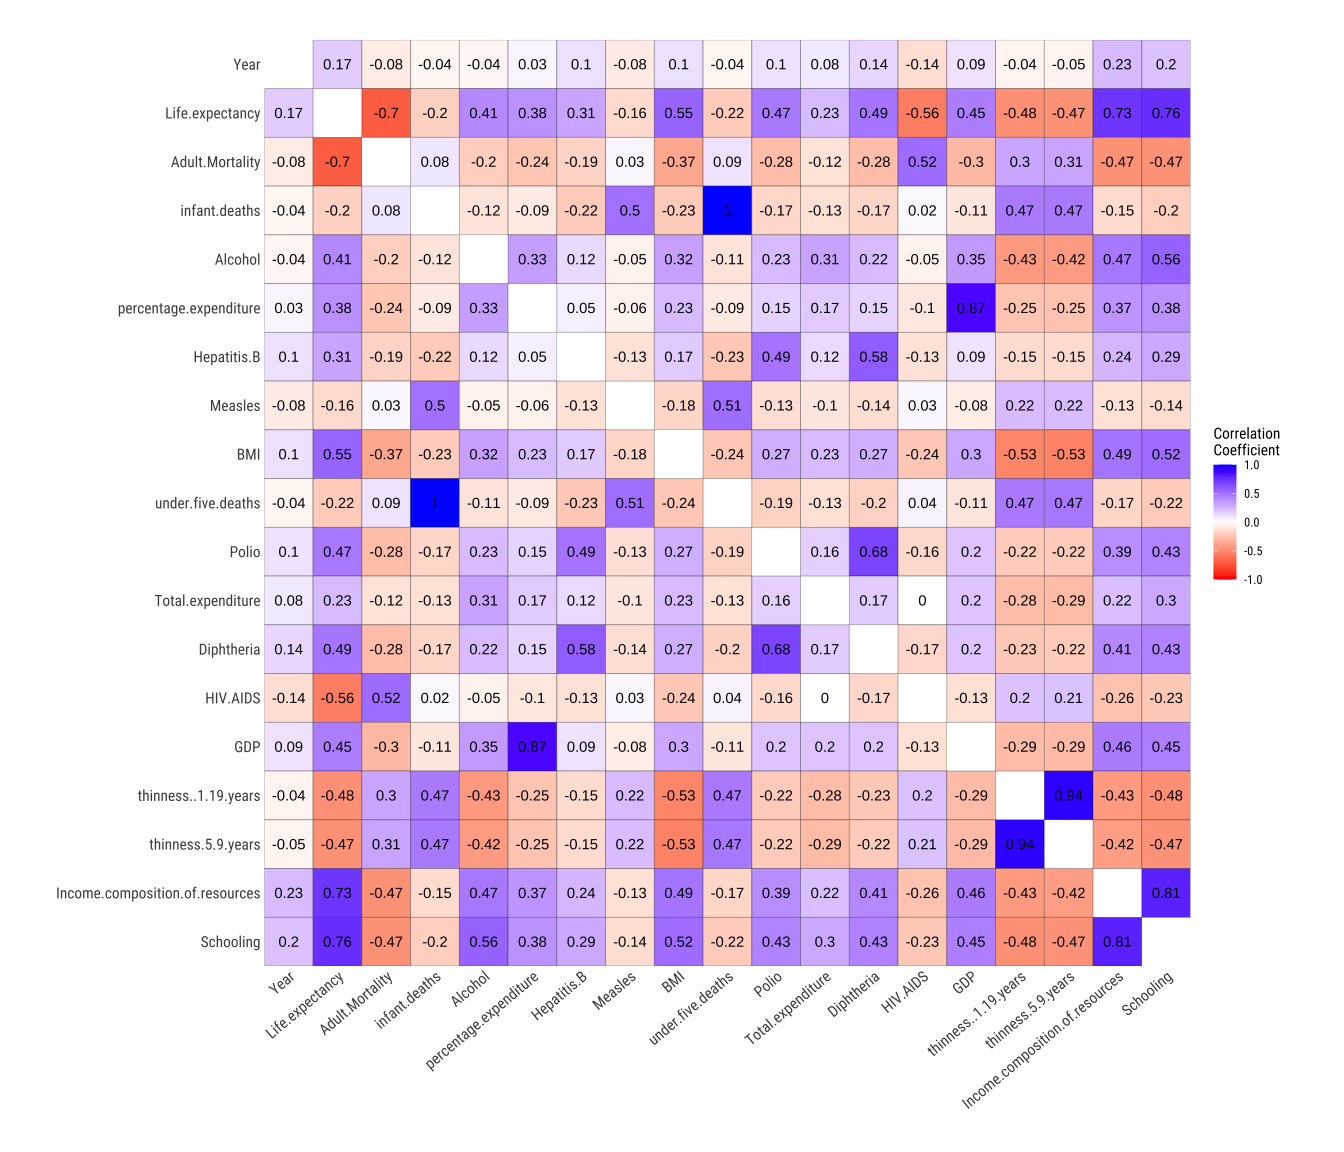 Year 0.17 -0.08 -0.04 -0.04 0.03 0.1 -0.08 0.1 -0.04 0.1 0.08 0.14 -0.14 0.09 -0.04 -0.05 0.23 0.2
Life.expectancy 0.17 -0.7 -0.2 0.41 0.38 0.31 -0.16 0.55 -0.22 0.47 0.23 0.49 -0.56 0.45 -0.48 -0.47 0.73 0.76
Adult.Mortality -0.08 -0.7 0.08 -0.2 -0.24 -0.19 0.03 -0.37 0.09 -0.28 -0.12 -0.28 0.52 -0.3 0.3 0.31 -0.47 -0.47
infant.deaths -0.04 -0.2 0.08 -0.12 -0.09 -0.22 0.5 -0.23 1 -0.17 -0.13 -0.17 0.02 -0.11 0.47 0.47 -0.15 -0.2
Alcohol -0.04 0.41 -0.2 -0.12 0.33 0.12 -0.05 0.32 -0.11 0.23 0.31 0.22 -0.05 0.35 -0.43 -0.42 0.47 0.56
percentage.expenditure 0.03 0.38 -0.24 -0.09 0.33 0.05 -0.06 0.23 -0.09 0.15 0.17 0.15 -0.1 0.87 -0.25 -0.25 0.37 0.38
Hepatitis.B 0.1 0.31 -0.19 -0.22 0.12 0.05 -0.13 0.17 -0.23 0.49 0.12 0.58 -0.13 0.09 -0.15 -0.15 0.24 0.29
Measles -0.08 -0.16 0.03 0.5 -0.05 -0.06 -0.13 -0.18 0.51 -0.13 -0.1 -0.14 0.03 -0.08 0.22 0.22 -0.13 -0.14
BMI 0.1 0.55 -0.37 -0.23 0.32 0.23 0.17 -0.18 -0.24 0.27 0.23 0.27 -0.24 0.3 -0.53 -0.53 0.49 0.52
under.five.deaths -0.04 -0.22 0.09 1 -0.11 -0.09 -0.23 0.51 -0.24 -0.19 -0.13 -0.2 0.04 -0.11 0.47 0.47 -0.17 -0.22
Polio 0.1 0.47 -0.28 -0.17 0.23 0.15 0.49 -0.13 0.27 -0.19 0.16 0.68 -0.16 0.2 -0.22 -0.22 0.39 0.43
Total.expenditure 0.08 0.23 -0.12 -0.13 0.31 0.17 0.12 -0.1 0.23 -0.13 0.16 0.17 0 0.2 -0.28 -0.29 0.22 0.3
Diphtheria 0.14 0.49 -0.28 -0.17 0.22 0.15 0.58 -0.14 0.27 -0.2 0.68 0.17 -0.17 0.2 -0.23 -0.22 0.41 0.43
HIV.AIDS -0.14 -0.56 0.52 0.02 -0.05 -0.1 -0.13 0.03 -0.24 0.04 -0.16 0 -0.17 -0.13 0.2 0.21 -0.26 -0.23
GDP 0.09 0.45 -0.3 -0.11 0.35 0.87 0.09 -0.08 0.3 -0.11 0.2 0.2 0.2 -0.13 -0.29 -0.29 0.46 0.45
thinness..1.19.years -0.04 -0.48 0.3 0.47 -0.43 -0.25 -0.15 0.22 -0.53 0.47 -0.22 -0.28 -0.23 0.2 -0.29 0.94 -0.43 -0.48
thinness.5.9.years -0.05 -0.47 0.31 0.47 -0.42 -0.25 -0.15 0.22 -0.53 0.47 -0.22 -0.29 -0.22 0.21 -0.29 0.94 -0.42 -0.47
Income.composition.of.resources 0.23 0.73 -0.47 -0.15 0.47 0.37 0.24 -0.13 0.49 -0.17 0.39 0.22 0.41 -0.26 0.46 -0.43 -0.42 0.81
Schooling 0.2 0.76 -0.47 -0.2 0.56 0.38 0.29 -0.14 0.52 -0.22 0.43 0.3 0.43 -0.23 0.45 -0.48 -0.47 0.81
Year Life.expectancy Adult.Mortality infant.deaths Alcohol percentage.expenditure Hepatitis.B Measles BMI under.five.deaths Polio Total.expenditure Diphtheria HIV.AIDS GDP thinness..1.19.years thinness.5.9.years Income.composition.of.resources Schooling
Correlation
Coefficient
1.0
0.5
0.0
-0.5
-1.0